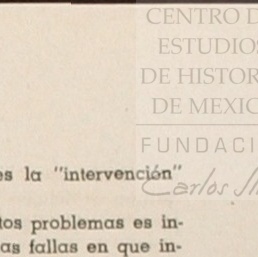 CENTRO D
ESTUDIOS
DE HISTOR
DE MEXIC
FUNDACI
Carlos Sl
es la "intervención"
tos problemas es in-
as fallas en que in-